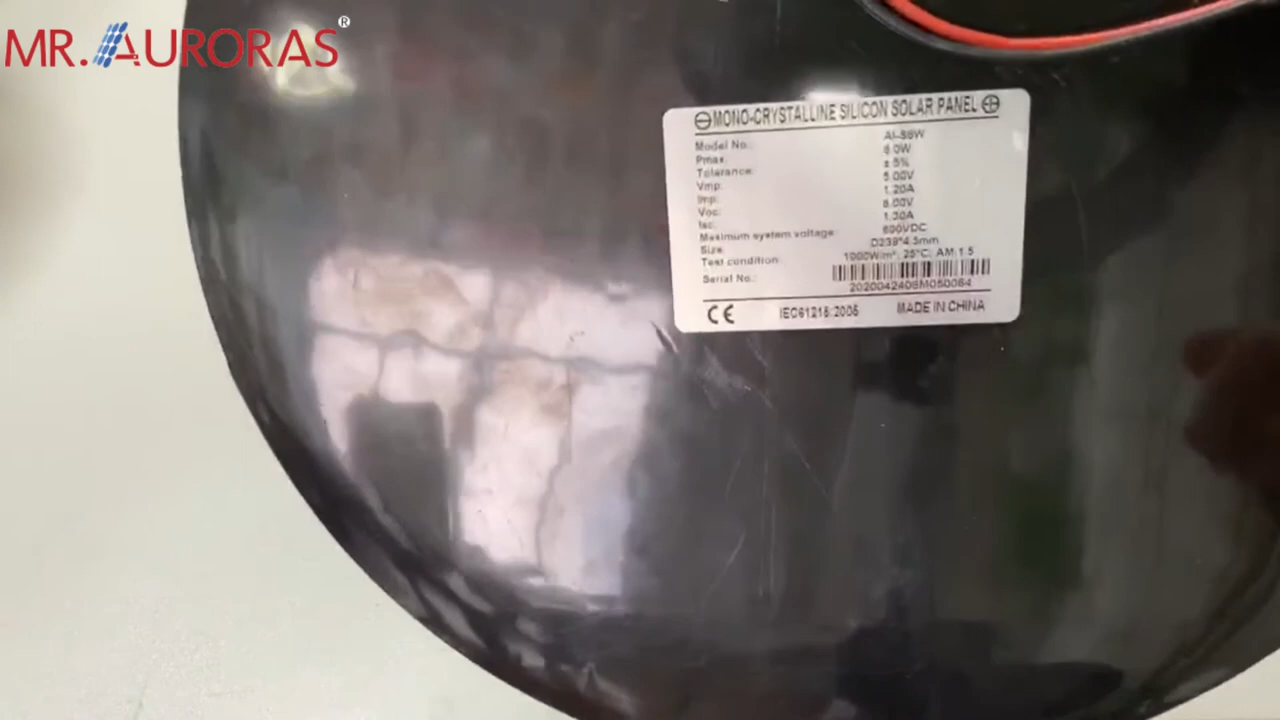 MR. AURORAS®
⊖MONO-CRYSTALLINE SILICON SOLAR PANEL⊕
Model No.: AI-S6W
Pmax: 6.0W
Tolerance: ±5%
Vmp: 5.00V
Imp: 1.20A
Voc: 6.00V
Isc: 1.30A
Maximum system voltage: 600VDC
Size: D239*4.5mm
Test condition: 1000W/m², 25°C, AM 1.5
Serial No.:
CE IEC61215:2005 MADE IN CHINA